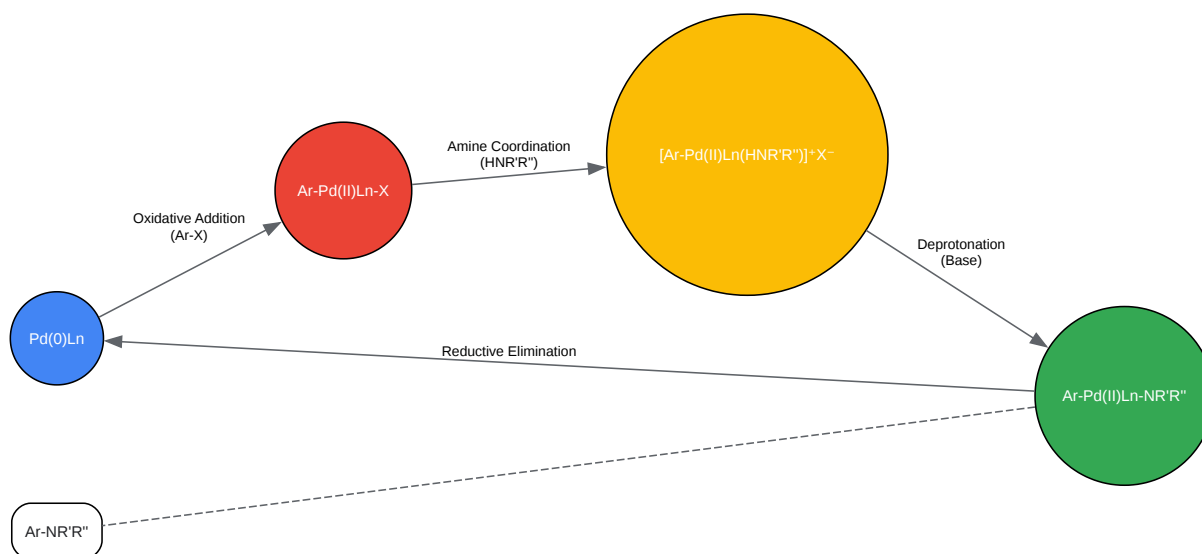 Amine Coordination
(HNR'R")
[Ar-Pd(II)Ln(HNR'R")]⁺X⁻
Ar-Pd(II)Ln-X
Oxidative Addition
(Ar-X)
Deprotonation
(Base)
Pd(0)Ln
Reductive Elimination
Ar-Pd(II)Ln-NR'R"
Ar-NR'R"